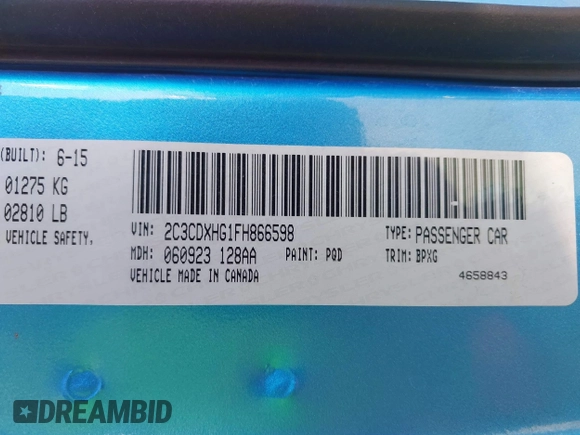 (BUILT): 6-15
01275 KG
02810 LB
VEHICLE SAFETY,
VIN: 2C3CDXHG1FH866598
TYPE: PASSENGER CAR
MDH: 060923 128AA PAINT: PQD TRIM: BPXG
VEHICLE MADE IN CANADA
4658843
DREAMBID